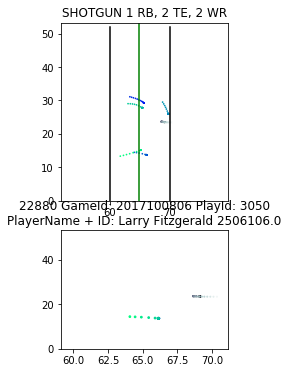 SHOTGUN 1 RB, 2 TE, 2 WR
50
40
30
20
10
0
60 70
22880 GameId: 2017100806 PlayId: 3050
PlayerName + ID: Larry Fitzgerald 2506106.0
40
20
0
60.0 62.5 65.0 67.5 70.0